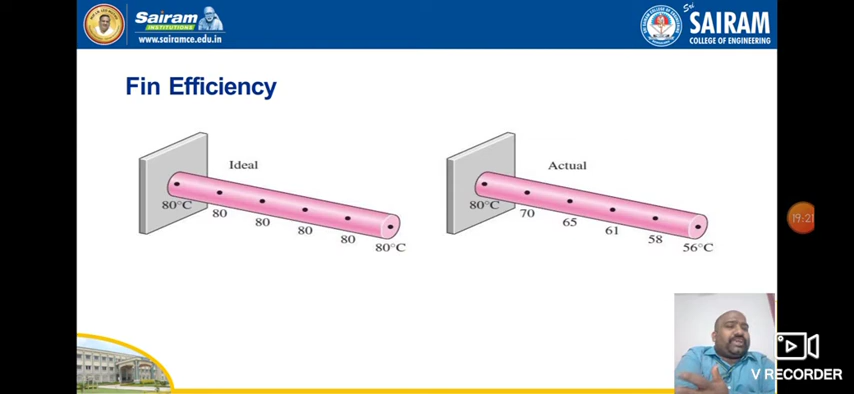 Sairam
INSTITUTIONS
www.sairamce.edu.in
Sri
SAIRAM
COLLEGE OF ENGINEERING
Fin Efficiency
Ideal
80°C
80
80
80
80
80°C
Actual
80°C
70
65
61
58
56°C
19:21
V RECORDER